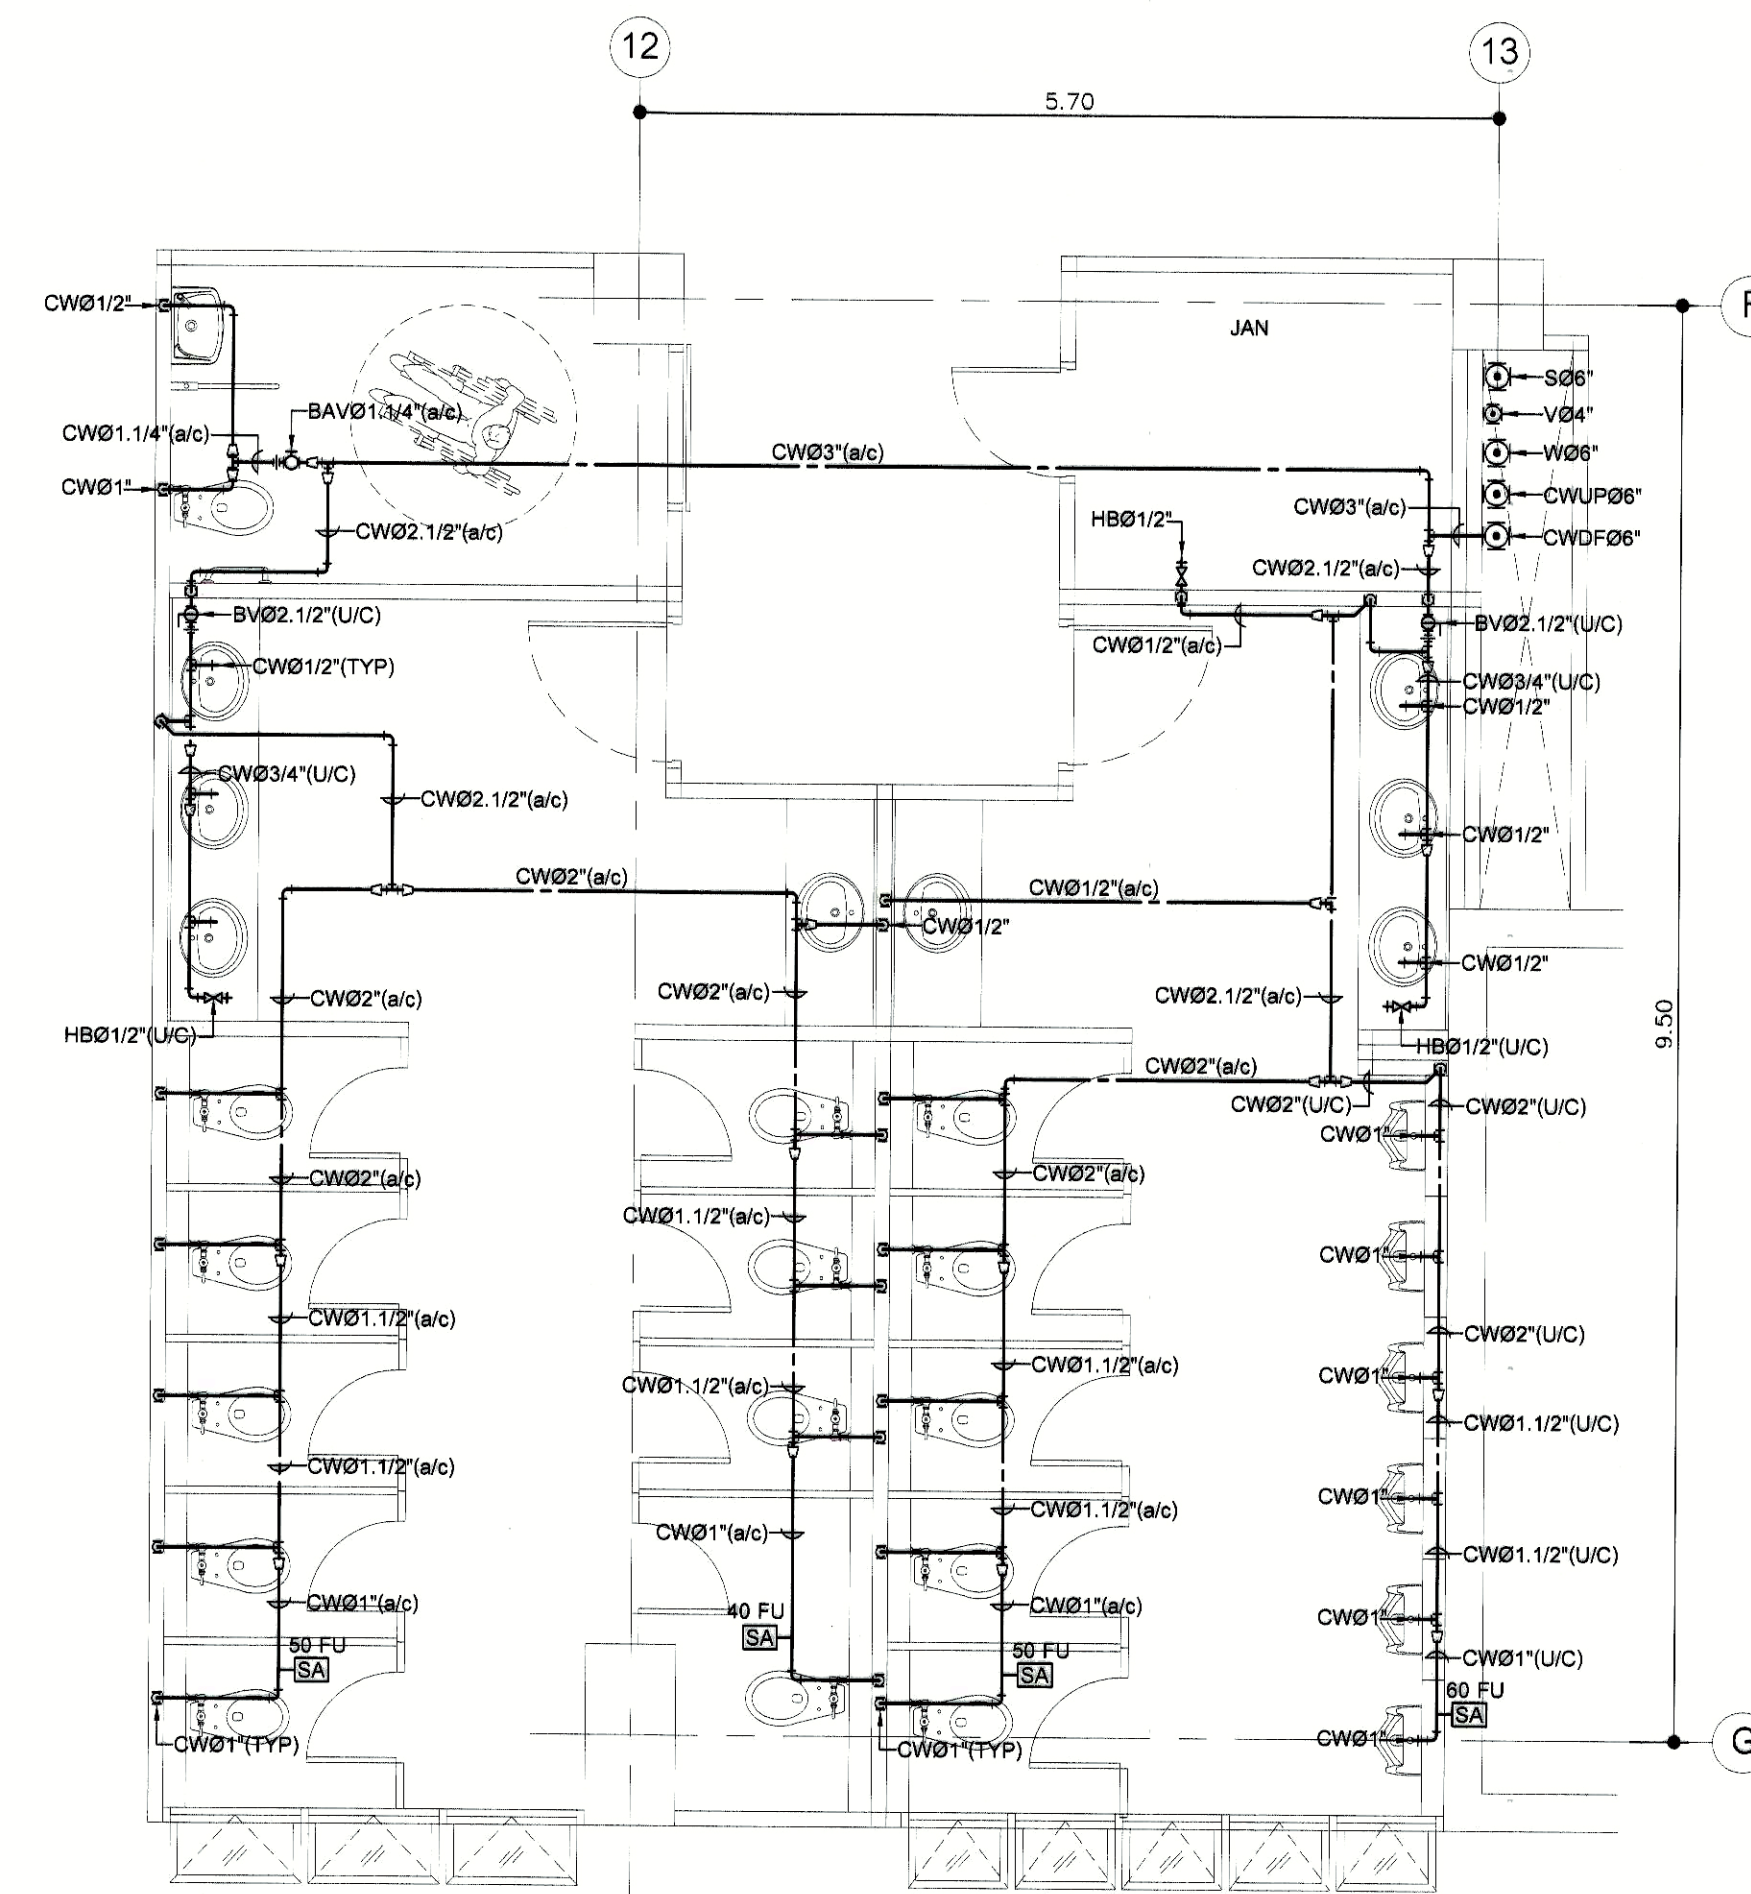 12
13
5.70
CWØ1/2"
JAN
SØ6"
BAVØ1.1/4"(a/c)
VØ4"
CWØ1.1/4"(a/c)
CWØ3"(a/c)
WØ6"
CWØ1"
CWUPØ6"
CWØ3"(a/c)
HBØ1/2"
CWØ2.1/2"(a/c)
CWDFØ6"
CWØ2.1/2"(a/c)
BVØ2.1/2"(U/C)
BVØ2.1/2"(U/C)
CWØ1/2"(a/c)
CWØ1/2"(TYP)
CWØ3/4"(U/C)
CWØ1/2"
CWØ3/4"(U/C)
CWØ2.1/2"(a/c)
CWØ1/2"
CWØ2"(a/c)
CWØ1/2"(a/c)
CWØ1/2"
CWØ1/2"
CWØ2"(a/c)
CWØ2"(a/c)
CWØ2.1/2"(a/c)
9.50
HBØ1/2"(U/C)
HBØ1/2"(U/C)
CWØ2"(a/c)
CWØ2"(U/C)
CWØ2"(U/C)
CWØ1"
CWØ2"(a/c)
CWØ2"(a/c)
CWØ1.1/2"(a/c)
CWØ1"
CWØ1.1/2"(a/c)
CWØ2"(U/C)
CWØ1.1/2"(a/c)
CWØ1"
CWØ1.1/2"(a/c)
CWØ1.1/2"(U/C)
CWØ1.1/2"(a/c)
CWØ1"
CWØ1.1/2"(a/c)
CWØ1"(a/c)
CWØ1.1/2"(U/C)
CWØ1"(a/c)
CWØ1"(a/c)
40 FU
SA
CWØ1"
50 FU
SA
50 FU
SA
CWØ1"(U/C)
60 FU
SA
CWØ1"(TYP)
CWØ1"(TYP)
CWØ1"
G